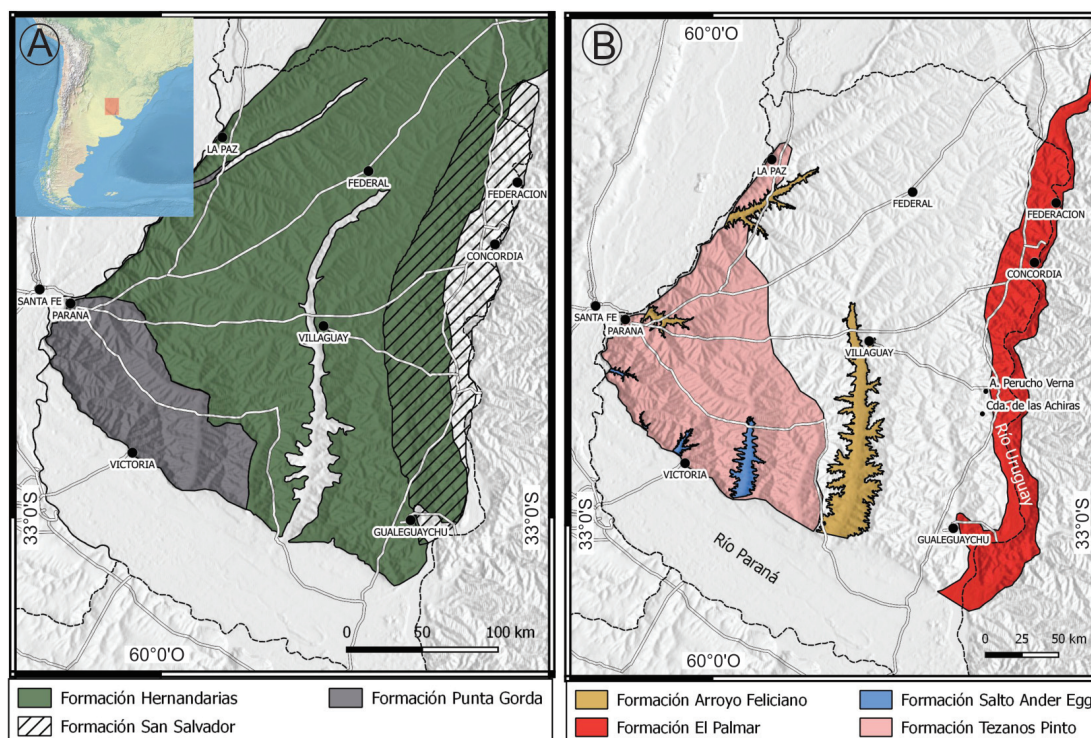 A
LA PAZ
FEDERAL
FEDERACION
CONCORDIA
SANTA FE
PARANA
VILLAGUAY
VICTORIA
GUALEGUAYCHU
33°0'S
0 50 100 km
60°0'O
Formación Hernandarias
Formación Punta Gorda
Formación San Salvador
B
60°0'O
LA PAZ
FEDERAL
FEDERACION
CONCORDIA
SANTA FE
PARANA
VILLAGUAY
A. Perucho Verna
Cda. de las Achiras
Río Uruguay
VICTORIA
GUALEGUAYCHU
33°0'S
33°0'S
Río Paraná
0 25 50 km
60°0'O
Formación Arroyo Feliciano
Formación Salto Ander Egg
Formación El Palmar
Formación Tezanos Pinto